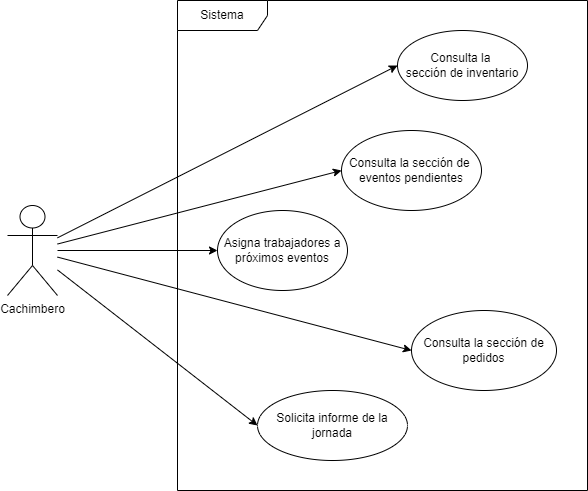 Sistema
Consulta la
sección de inventario
Consulta la sección de
eventos pendientes
Asigna trabajadores a
próximos eventos
Cachimbero
Consulta la sección de
pedidos
Solicita informe de la
jornada